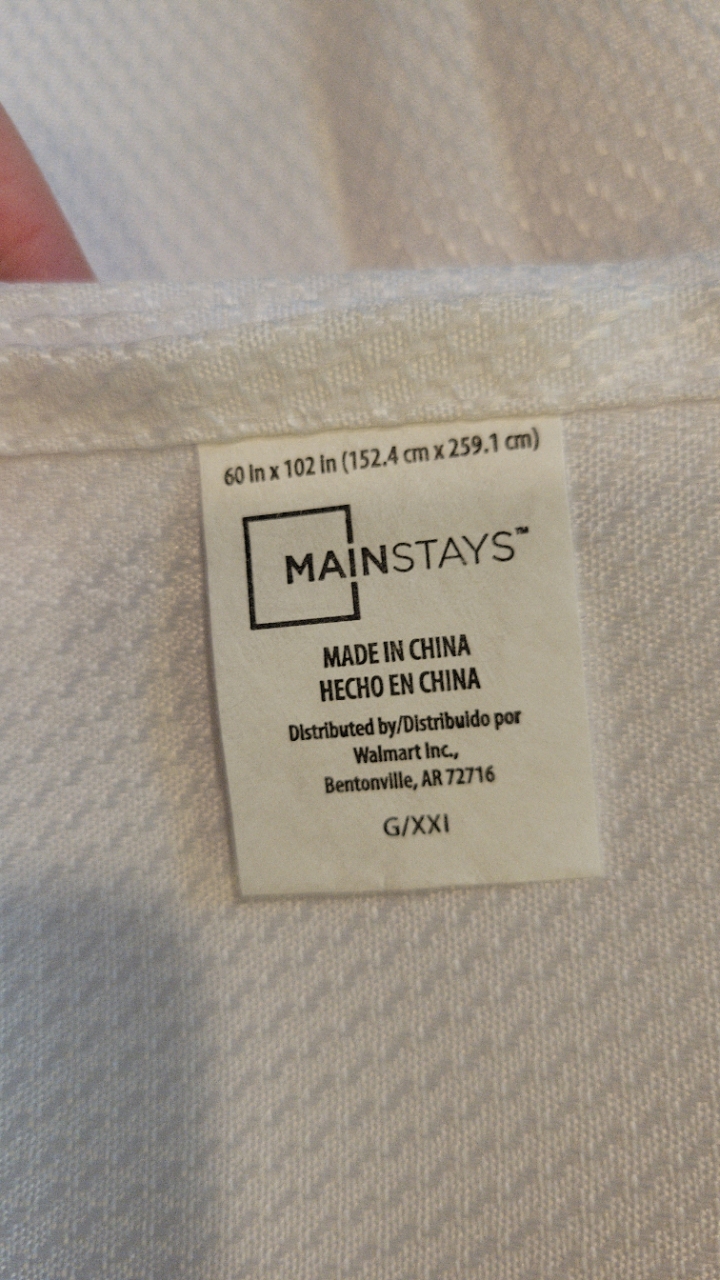 60 in x 102 in (152.4 cm x 259.1 cm)
MAINSTAYS™
MADE IN CHINA
HECHO EN CHINA
Distributed by/Distribuido por
Walmart Inc.,
Bentonville, AR 72716
G/XXI